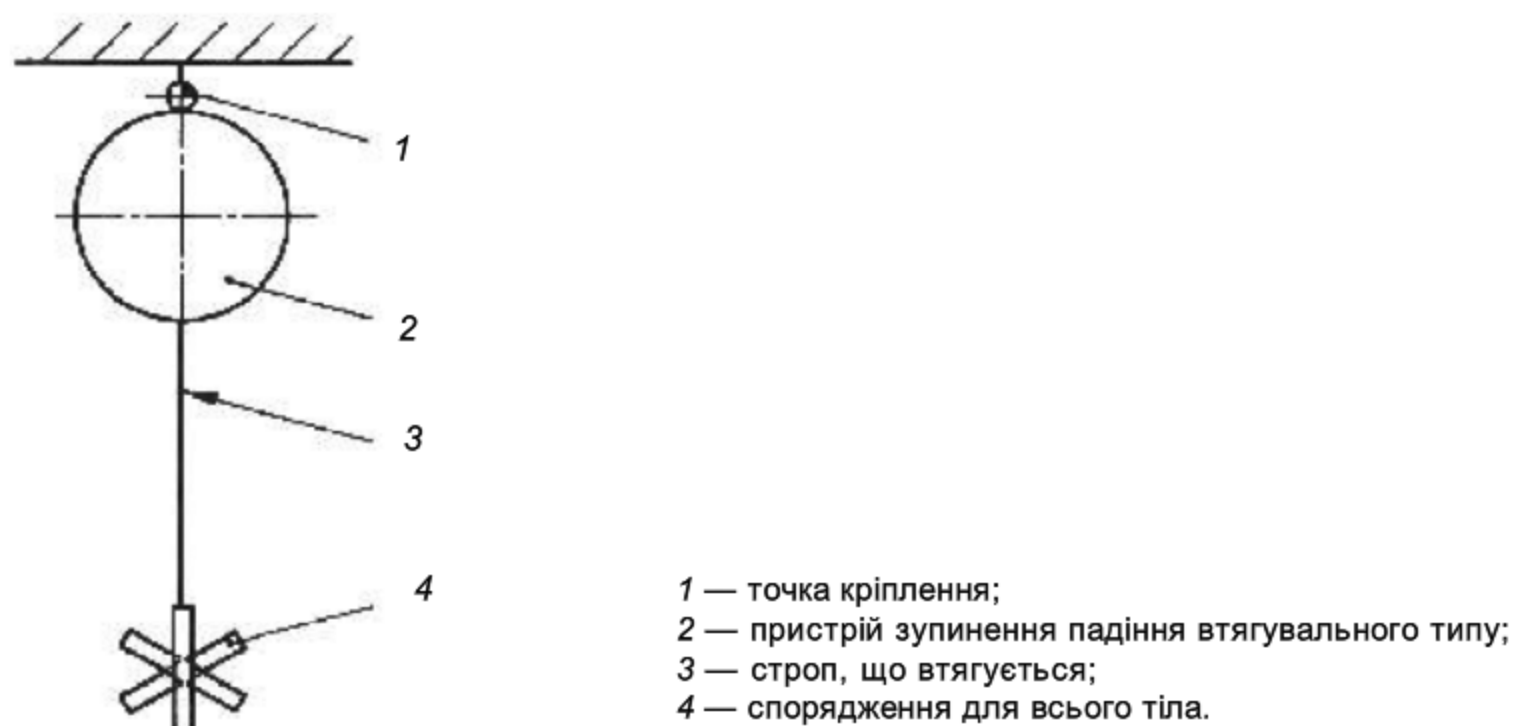 1
2
3
4
1 — точка кріплення;
2 — пристрій зупинення падіння втягувального типу;
3 — строп, що втягується;
4 — спорядження для всього тіла.